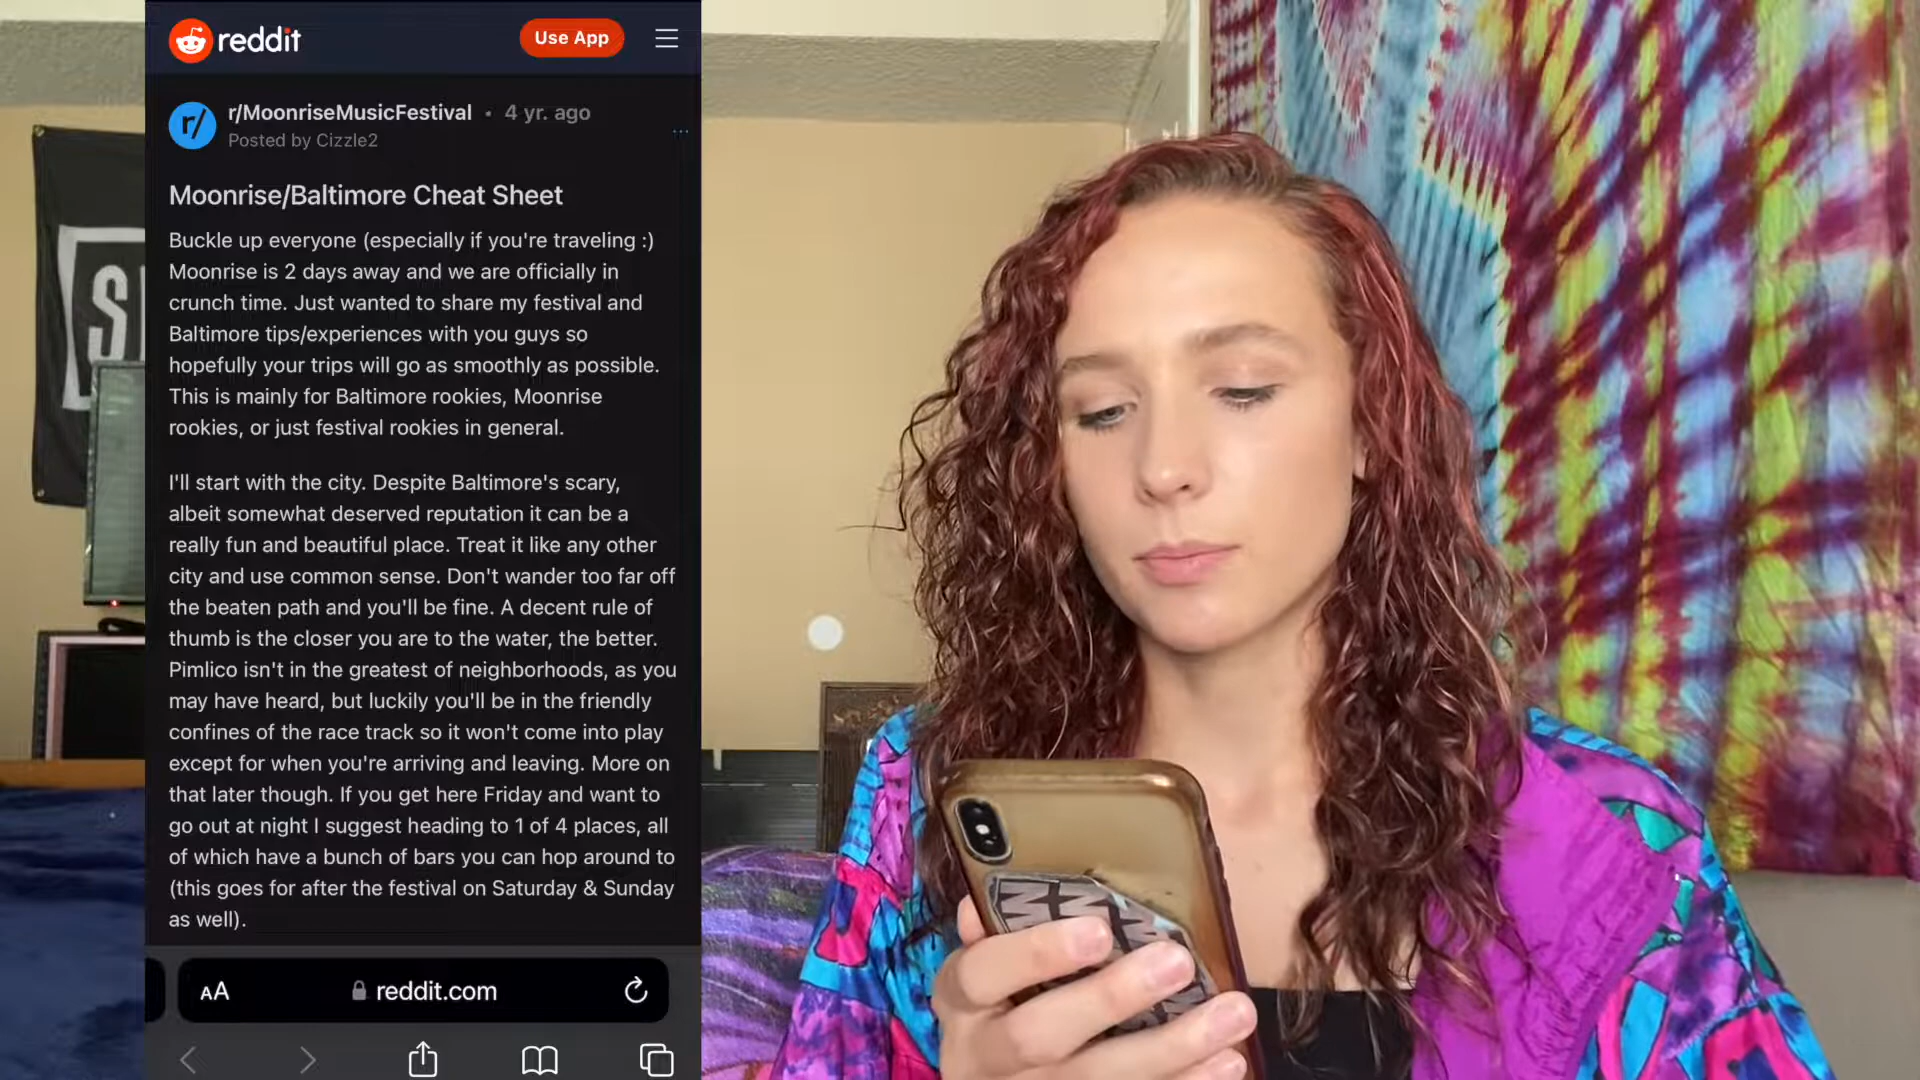 reddit
Use App
r/MoonriseMusicFestival • 4 yr. ago
Posted by Cizzle2
Moonrise/Baltimore Cheat Sheet
Buckle up everyone (especially if you're traveling :)
Moonrise is 2 days away and we are officially in
crunch time. Just wanted to share my festival and
Baltimore tips/experiences with you guys so
hopefully your trips will go as smoothly as possible.
This is mainly for Baltimore rookies, Moonrise
rookies, or just festival rookies in general.
I'll start with the city. Despite Baltimore's scary,
albeit somewhat deserved reputation it can be a
really fun and beautiful place. Treat it like any other
city and use common sense. Don't wander too far off
the beaten path and you'll be fine. A decent rule of
thumb is the closer you are to the water, the better.
Pimlico isn't in the greatest of neighborhoods, as you
may have heard, but luckily you'll be in the friendly
confines of the race track so it won't come into play
except for when you're arriving and leaving. More on
that later though. If you get here Friday and want to
go out at night I suggest heading to 1 of 4 places, all
of which have a bunch of bars you can hop around to
(this goes for after the festival on Saturday & Sunday
as well).
AA
reddit.com